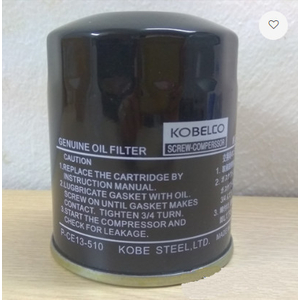 KOBELCO
SCREW-COMPERSSOR
GENUINE OIL FILTER
CAUTION
1.REPLACE THE CARTRIDGE BY
INSTRUCTION MANUAL.
2.LUGBRICATE GASKET WITH OIL.
SCREW ON UNTIL GASKET MAKES
CONTACT. TIGHTEN 3/4 TURN.
3.START THE COMPRESSOR AND
CHECK FOR LEAKAGE.
P-CE13-510
KOBE STEEL,LTD.